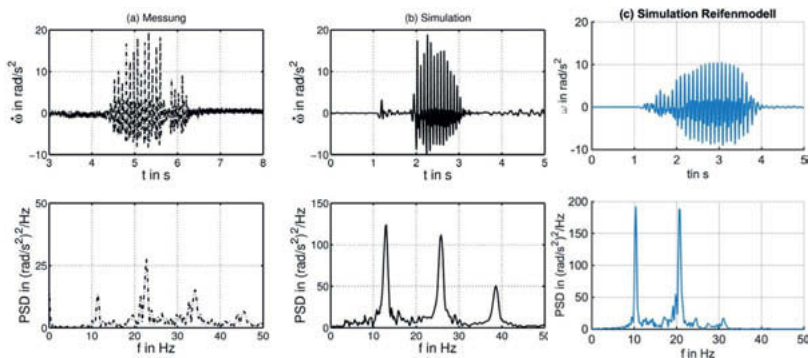 (a) Messung
ω̇ in rad/s²
20
10
0
-10
3 4 5 6 7 8
t in s
(b) Simulation
ω̇ in rad/s²
20
10
0
-10
0 1 2 3 4 5
t in s
(c) Simulation Reifenmodell
ω in rad/s²
20
10
0
-10
0 1 2 3 4 5
tin s
PSD in (rad/s²)²/Hz
50
25
0
0 10 20 30 40 50
f in Hz
PSD in (rad/s²)²/Hz
150
100
50
0
0 10 20 30 40 50
f in Hz
PSD in (rad/s²)²/Hz
200
150
100
50
0
0 10 20 30 40 50
f in Hz